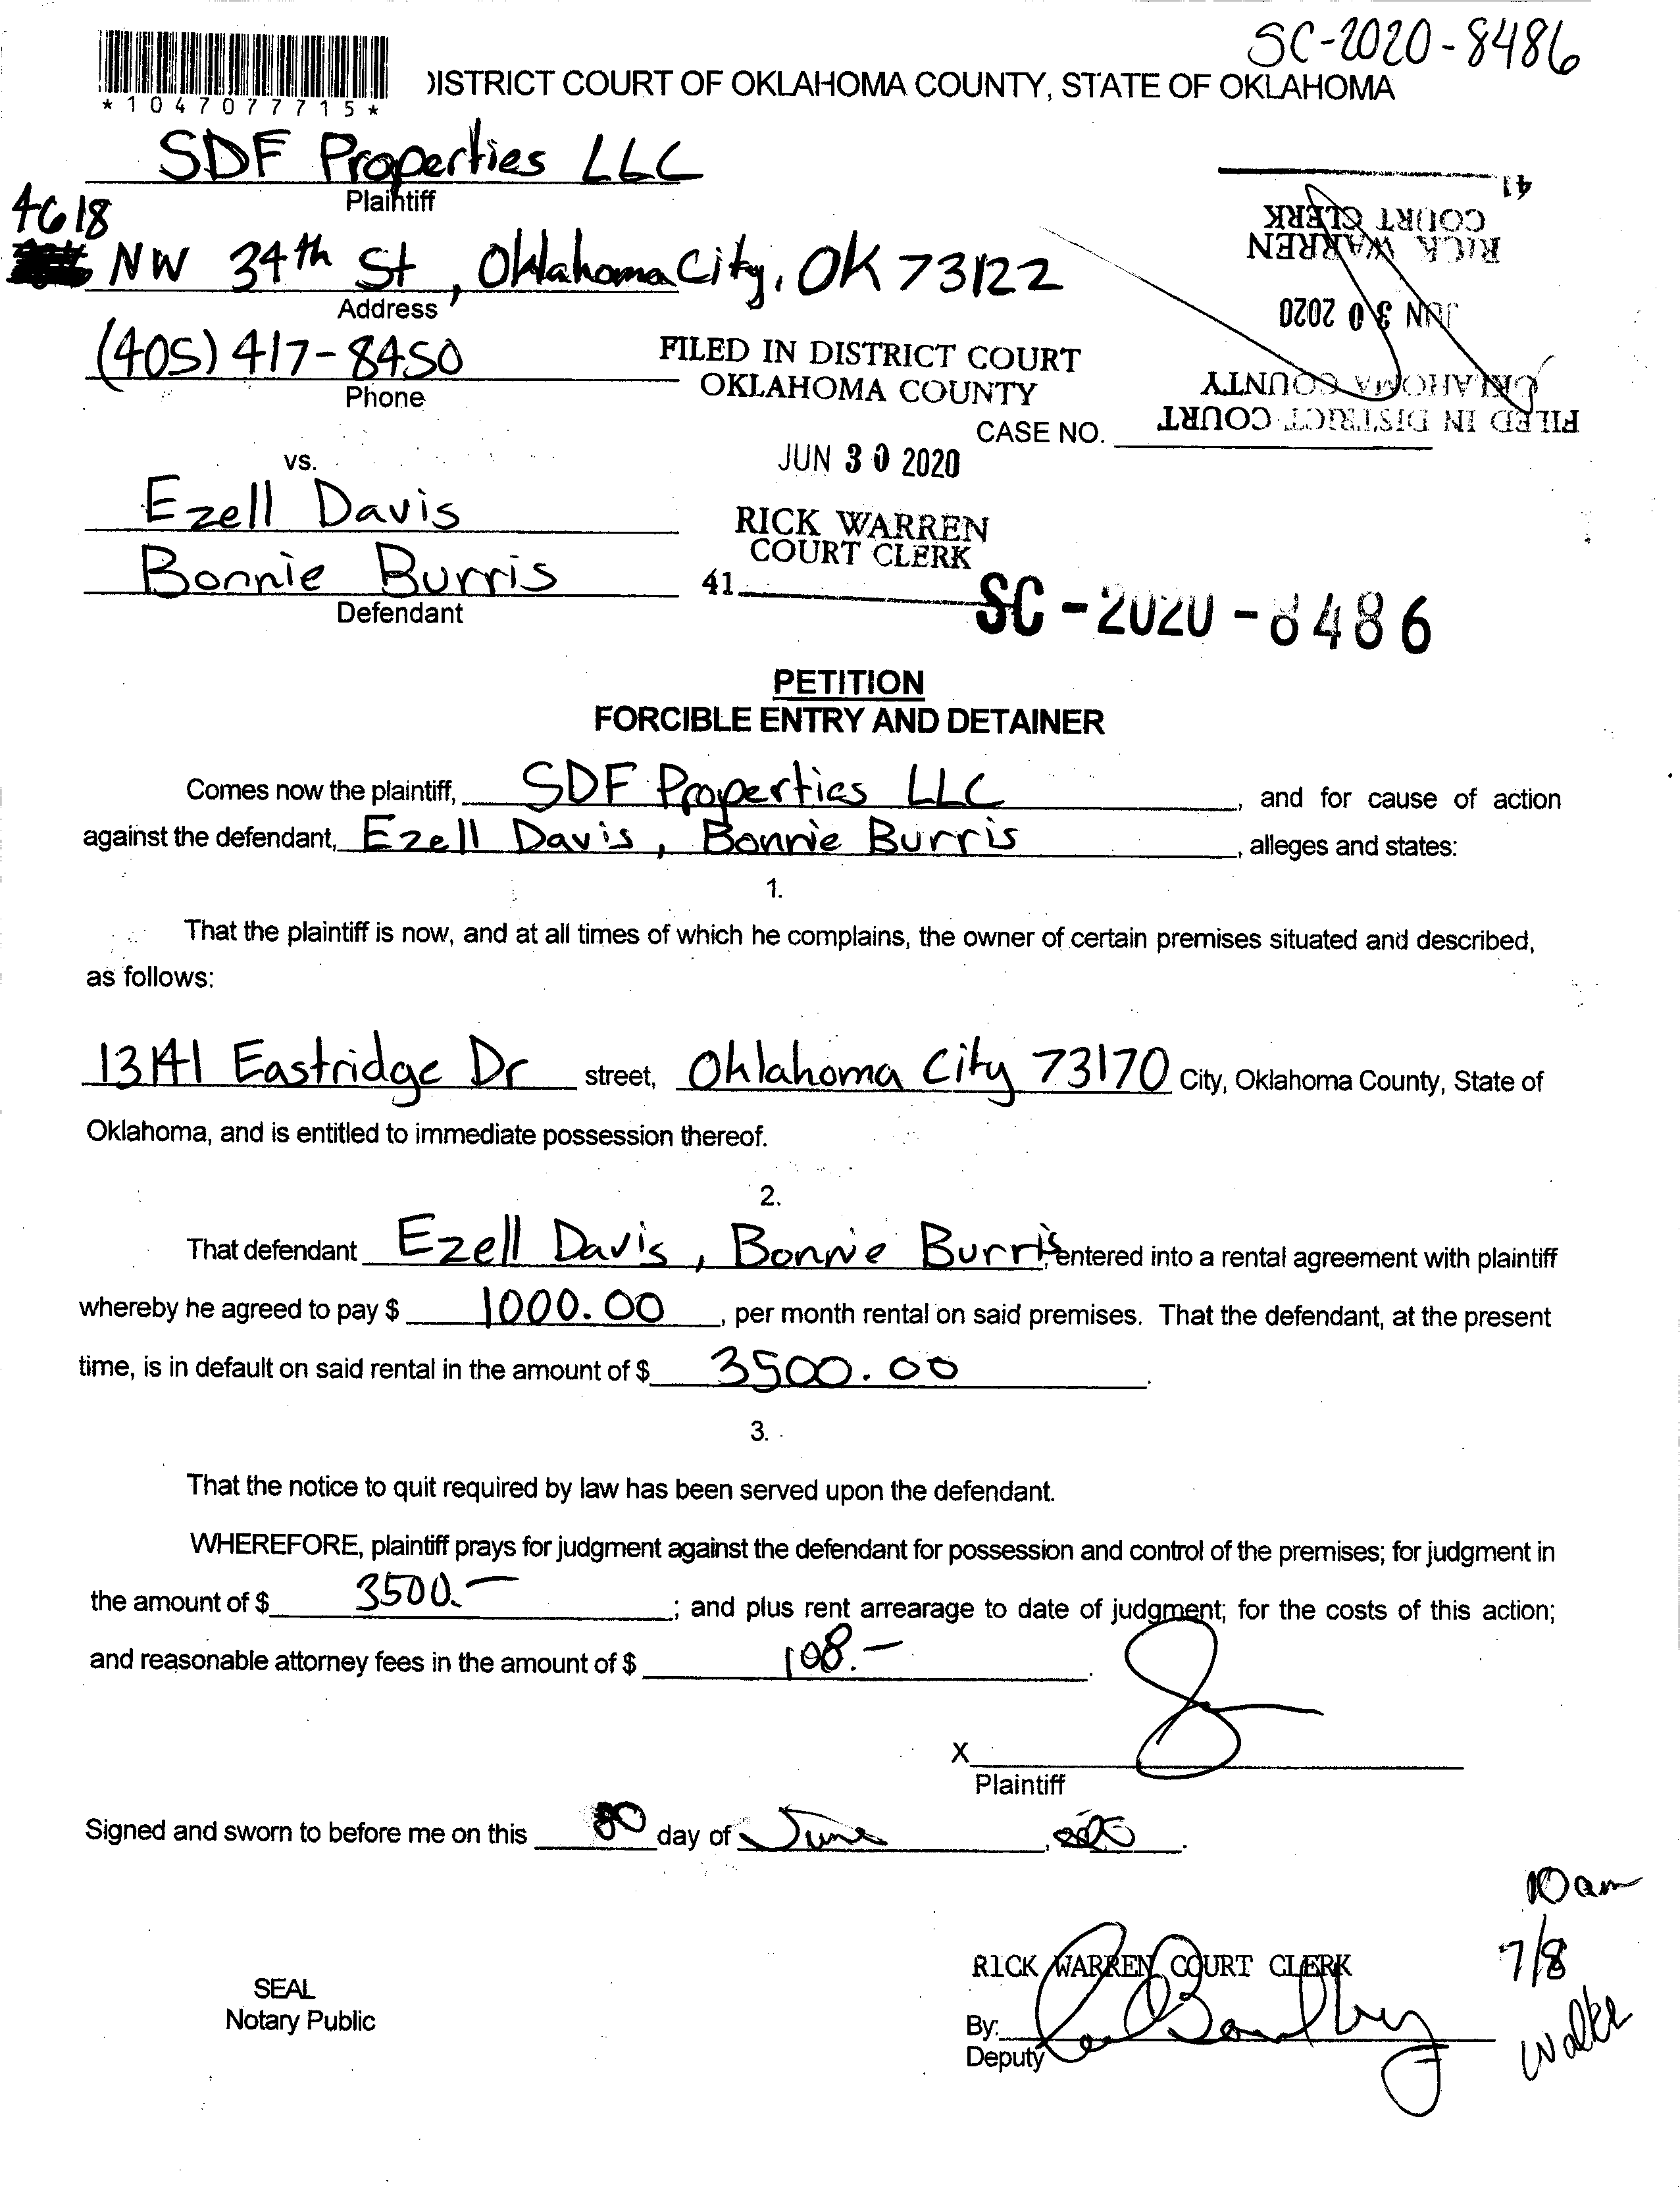 SC-2020-8486
*1047077715*
DISTRICT COURT OF OKLAHOMA COUNTY, STATE OF OKLAHOMA
SDF Properties LLC
Plaintiff
4618
NW 34th St, Oklahoma City, OK 73122
Address
(405) 417-8450
Phone
41
RICK WARREN
COURT CLERK
JUN 30 2020
FILED IN DISTRICT COURT
OKLAHOMA COUNTY
FILED IN DISTRICT COURT
OKLAHOMA COUNTY
CASE NO.
JUN 30 2020
vs.
Ezell Davis
RICK WARREN
COURT CLERK
Bonnie Burris
41
Defendant
SC-2020-8486
PETITION
FORCIBLE ENTRY AND DETAINER
Comes now the plaintiff, SDF Properties LLC, and for cause of action
against the defendant, Ezell Davis, Bonnie Burris, alleges and states:
1.
That the plaintiff is now, and at all times of which he complains, the owner of certain premises situated and described,
as follows:
13141 Eastridge Dr street, Oklahoma City 73170 City, Oklahoma County, State of
Oklahoma, and is entitled to immediate possession thereof.
2.
That defendant Ezell Davis, Bonnie Burris, entered into a rental agreement with plaintiff
whereby he agreed to pay $ 1000.00, per month rental on said premises. That the defendant, at the present
time, is in default on said rental in the amount of $ 3500.00.
3.
That the notice to quit required by law has been served upon the defendant.
WHEREFORE, plaintiff prays for judgment against the defendant for possession and control of the premises; for judgment in
the amount of $ 3500.—; and plus rent arrearage to date of judgment; for the costs of this action;
and reasonable attorney fees in the amount of $ 108.—.
X
Plaintiff
Signed and sworn to before me on this 30 day of June, 2020.
10am
7/8
RICK WARREN COURT CLERK
SEAL
Notary Public
By:
Deputy